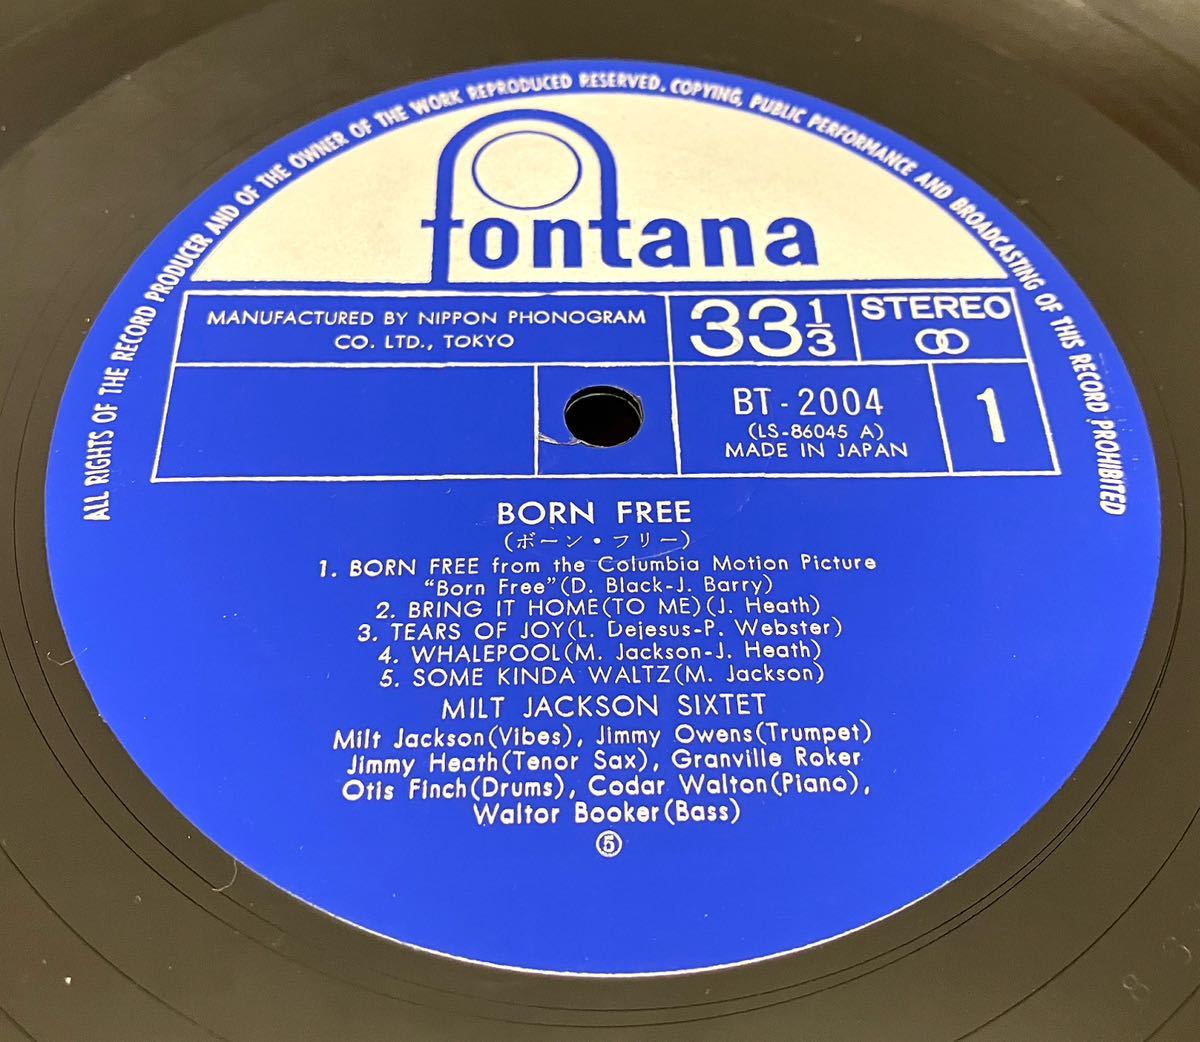 ALL RIGHTS OF THE RECORD PRODUCER AND OF THE OWNER OF THE WORK REPRODUCED RESERVED. COPYING, PUBLIC PERFORMANCE AND BROADCASTING OF THIS RECORD PROHIBITED
fontana
MANUFACTURED BY NIPPON PHONOGRAM
CO. LTD., TOKYO
33 1/3
STEREO
BT-2004
(LS-86045 A)
MADE IN JAPAN
1
BORN FREE
(ボーン・フリー)
1. BORN FREE from the Columbia Motion Picture
"Born Free"(D. Black-J. Barry)
2. BRING IT HOME(TO ME)(J. Heath)
3. TEARS OF JOY(L. Dejesus-P. Webster)
4. WHALEPOOL(M. Jackson-J. Heath)
5. SOME KINDA WALTZ(M. Jackson)
MILT JACKSON SIXTET
Milt Jackson(Vibes), Jimmy Owens(Trumpet)
Jimmy Heath(Tenor Sax), Granville Roker
Otis Finch(Drums), Codar Walton(Piano),
Waltor Booker(Bass)
⑤